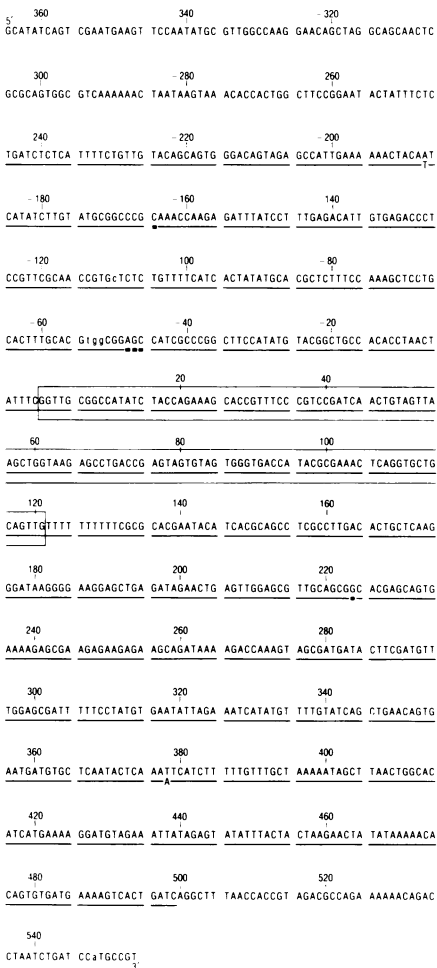 360 340 - 320
5'
GCATATCAGT CGAATGAAGT TCCAATATGC GTTGGCCAAG GAACAGCTAG GCAGCAACTC
300 - 280 260
GCGCAGTGGC GTCAAAAAAC TAATAAGTAA ACACCACTGG CTTCCGGAAT ACTATTTCTC
240 - 220 - 200
TGATCTCTCA TTTTCTGTTG TACAGCAGTG GGACAGTAGA GCCATTGAAA AAACTACAAT
T
- 180 - 160 140
CATATCTTGT ATGCGGCCCG CAAACCAAGA GATTTATCCT TTGAGACATT GTGAGACCCT
- 120 100 - 80
CCGTTCGCAA CCGTGcTCTC TGTTTTCATC ACTATATGCA CGCTCTTTCC AAAGCTCCTG
- 60 - 40 - 20
CACTTTGCAC GtggCGGAGC CATCGCCCGG CTTCCATATG TACGGCTGCC ACACCTAACT
20 40
ATTTCGGTTG CGGCCATATC TACCAGAAAG CACCGTTTCC CGTCCGATCA ACTGTAGTTA
60 80 100
AGCTGGTAAG AGCCTGACCG AGTAGTGTAG TGGGTGACCA TACGCGAAAC TCAGGTGCTG
120 140 160
CAGTTGTTTT TTTTTTCGCG CACGAATACA TCACGCAGCC TCGCCTTGAC ACTGCTCAAG
180 200 220
GGATAAGGGG AAGGAGCTGA GATAGAACTG AGTTGGAGCG TTGCAGCGGC ACGAGCAGTG
240 260 280
AAAAGAGCGA AGAGAAGAGA AGCAGATAAA AGACCAAAGT AGCGATGATA CTTCGATGTT
300 320 340
TGGAGCGATT TTTCCTATGT GAATATTAGA AATCATATGT TTTGTATCAG CTGAACAGTG
360 380 400
AATGATGTGC TCAATACTCA AATTCATCTT TTTGTTTGCT AAAAATAGCT TAACTGGCAC
A
420 440 460
ATCATGAAAA GGATGTAGAA ATTATAGAGT ATATTTACTA CTAAGAACTA TATAAAAACA
480 500 520
CAGTGTGATG AAAAGTCACT GATCAGGCTT TAACCACCGT AGACGCCAGA AAAAACAGAC
540
CTAATCTGAT CCaTGCCGT
3'